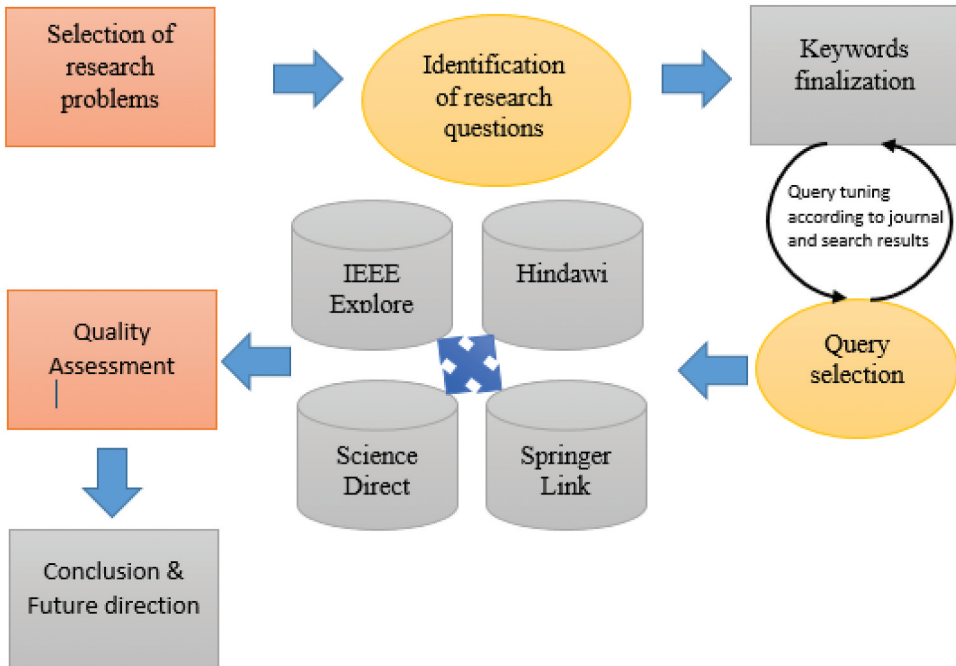 Selection of
research
problems
Identification
of research
questions
Keywords
finalization
Query tuning
according to journal
and search results
Query
selection
IEEE
Explore
Hindawi
Science
Direct
Springer
Link
Quality
Assessment
Conclusion &
Future direction